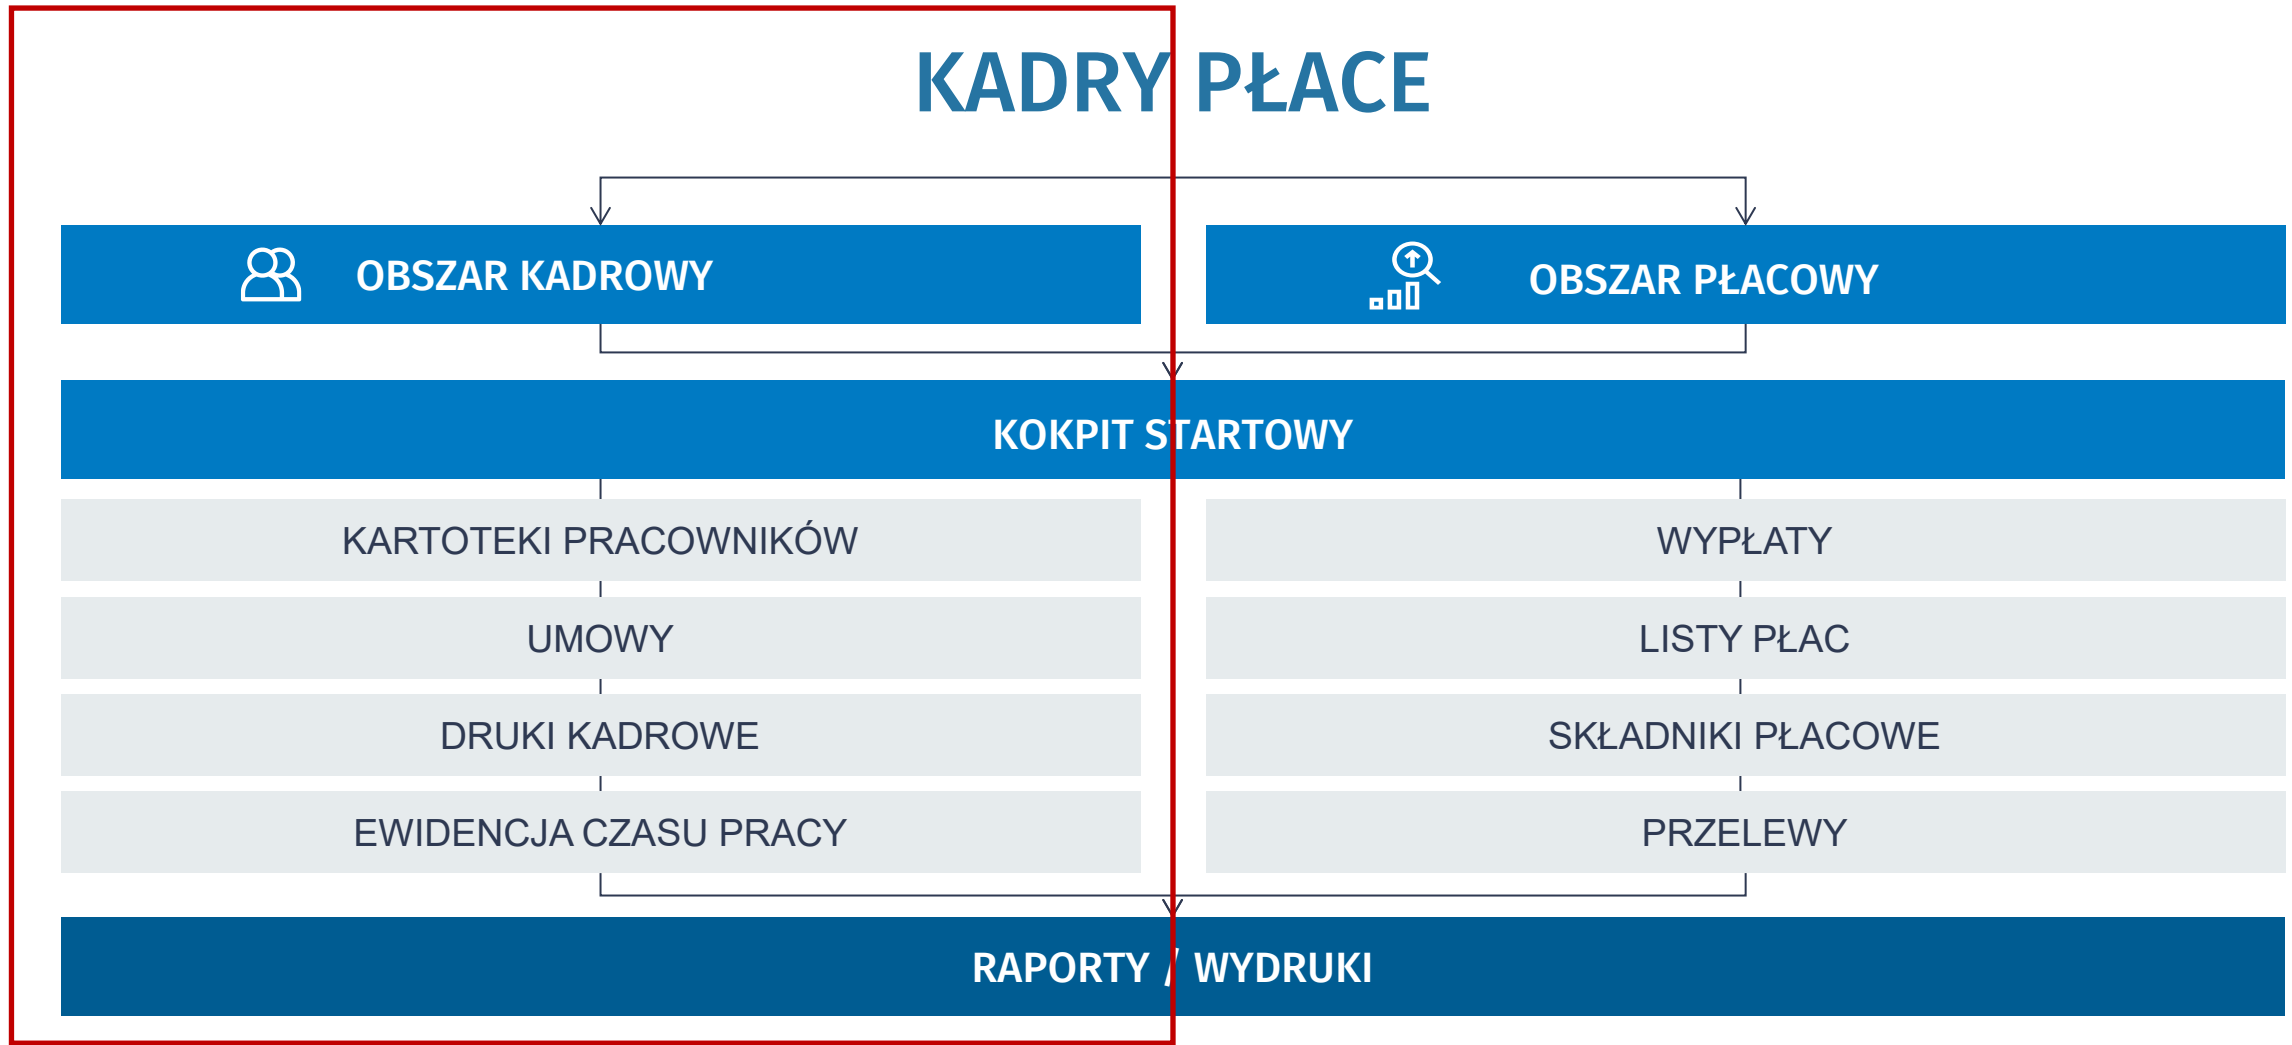 KADRY PŁACE
OBSZAR KADROWY
OBSZAR PŁACOWY
KOKPIT STARTOWY
KARTOTEKI PRACOWNIKÓW
WYPŁATY
UMOWY
LISTY PŁAC
DRUKI KADROWE
SKŁADNIKI PŁACOWE
EWIDENCJA CZASU PRACY
PRZELEWY
RAPORTY / WYDRUKI